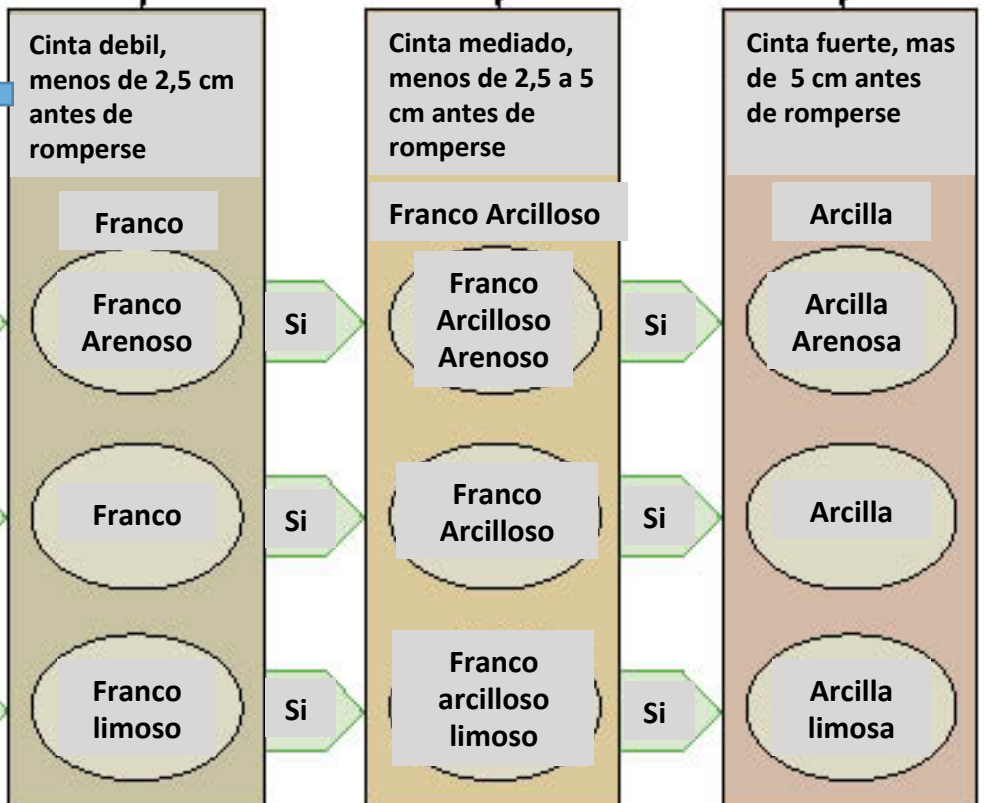 Cinta debil,
menos de 2,5 cm
antes de
romperse
Cinta mediado,
menos de 2,5 a 5
cm antes de
romperse
Cinta fuerte, mas
de 5 cm antes
de romperse
Franco
Franco Arcilloso
Arcilla
Franco
Arenoso
Si
Franco
Arcilloso
Arenoso
Si
Arcilla
Arenosa
Franco
Si
Franco
Arcilloso
Si
Arcilla
Franco
limoso
Si
Franco
arcilloso
limoso
Si
Arcilla
limosa